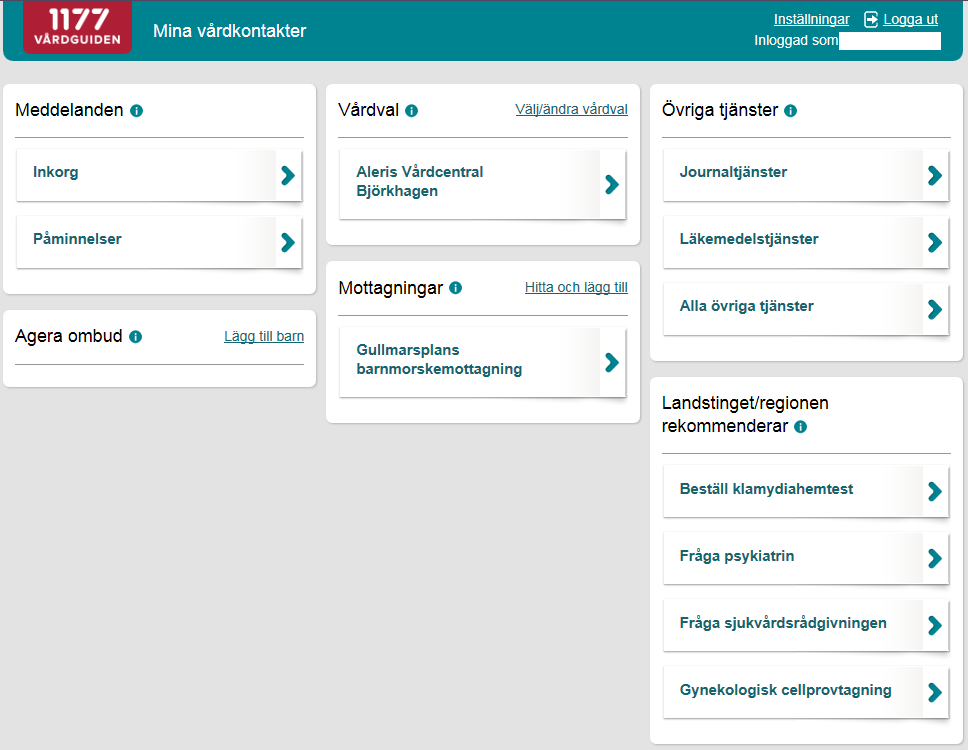 1177
VÅRDGUIDEN
Mina vårdkontakter
Inställningar
Logga ut
Inloggad som
Meddelanden
Inkorg
Påminnelser
Agera ombud
Lägg till barn
Vårdval
Välj/ändra vårdval
Aleris Vårdcentral
Björkhagen
Mottagningar
Hitta och lägg till
Gullmarsplans
barnmorskemottagning
Övriga tjänster
Journaltjänster
Läkemedelstjänster
Alla övriga tjänster
Landstinget/regionen
rekommenderar
Beställ klamydiahemtest
Fråga psykiatrin
Fråga sjukvårdsrådgivningen
Gynekologisk cellprovtagning